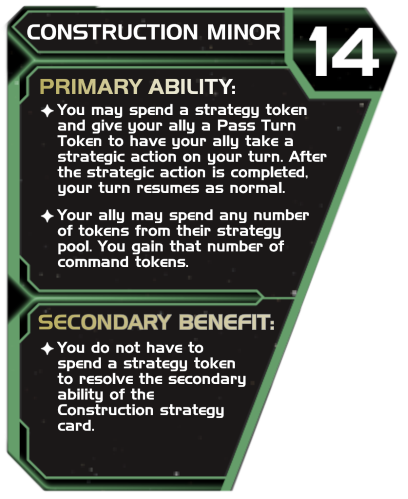 CONSTRUCTION MINOR
14
PRIMARY ABILITY:
You may spend a strategy token
and give your ally a Pass Turn
Token to have your ally take a
strategic action on your turn. After
the strategic action is completed,
your turn resumes as normal.
Your ally may spend any number
of tokens from their strategy
pool. You gain that number of
command tokens.
SECONDARY BENEFIT:
You do not have to
spend a strategy token
to resolve the secondary
ability of the
Construction strategy
card.